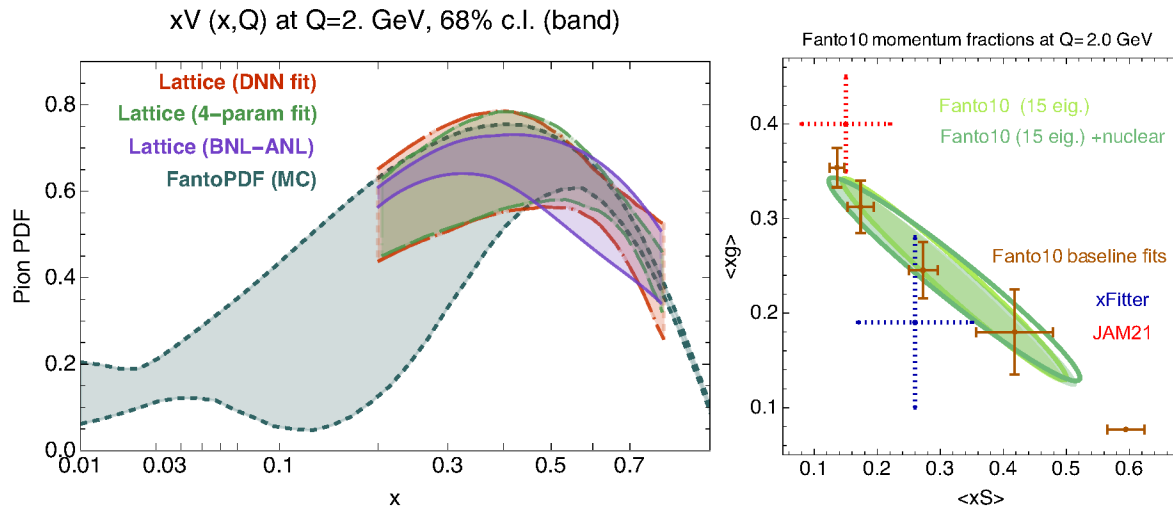 xV (x,Q) at Q=2. GeV, 68% c.l. (band)
Lattice (DNN fit)
Lattice (4-param fit)
Lattice (BNL-ANL)
FantoPDF (MC)
Pion PDF
0.8
0.6
0.4
0.2
0.0
0.01 0.03 0.1 0.3 0.5 0.7
x
Fanto10 momentum fractions at Q=2.0 GeV
Fanto10 (15 eig.)
Fanto10 (15 eig.) +nuclear
Fanto10 baseline fits
xFitter
JAM21
<xg>
0.4
0.3
0.2
0.1
0.1 0.2 0.3 0.4 0.5 0.6
<xS>